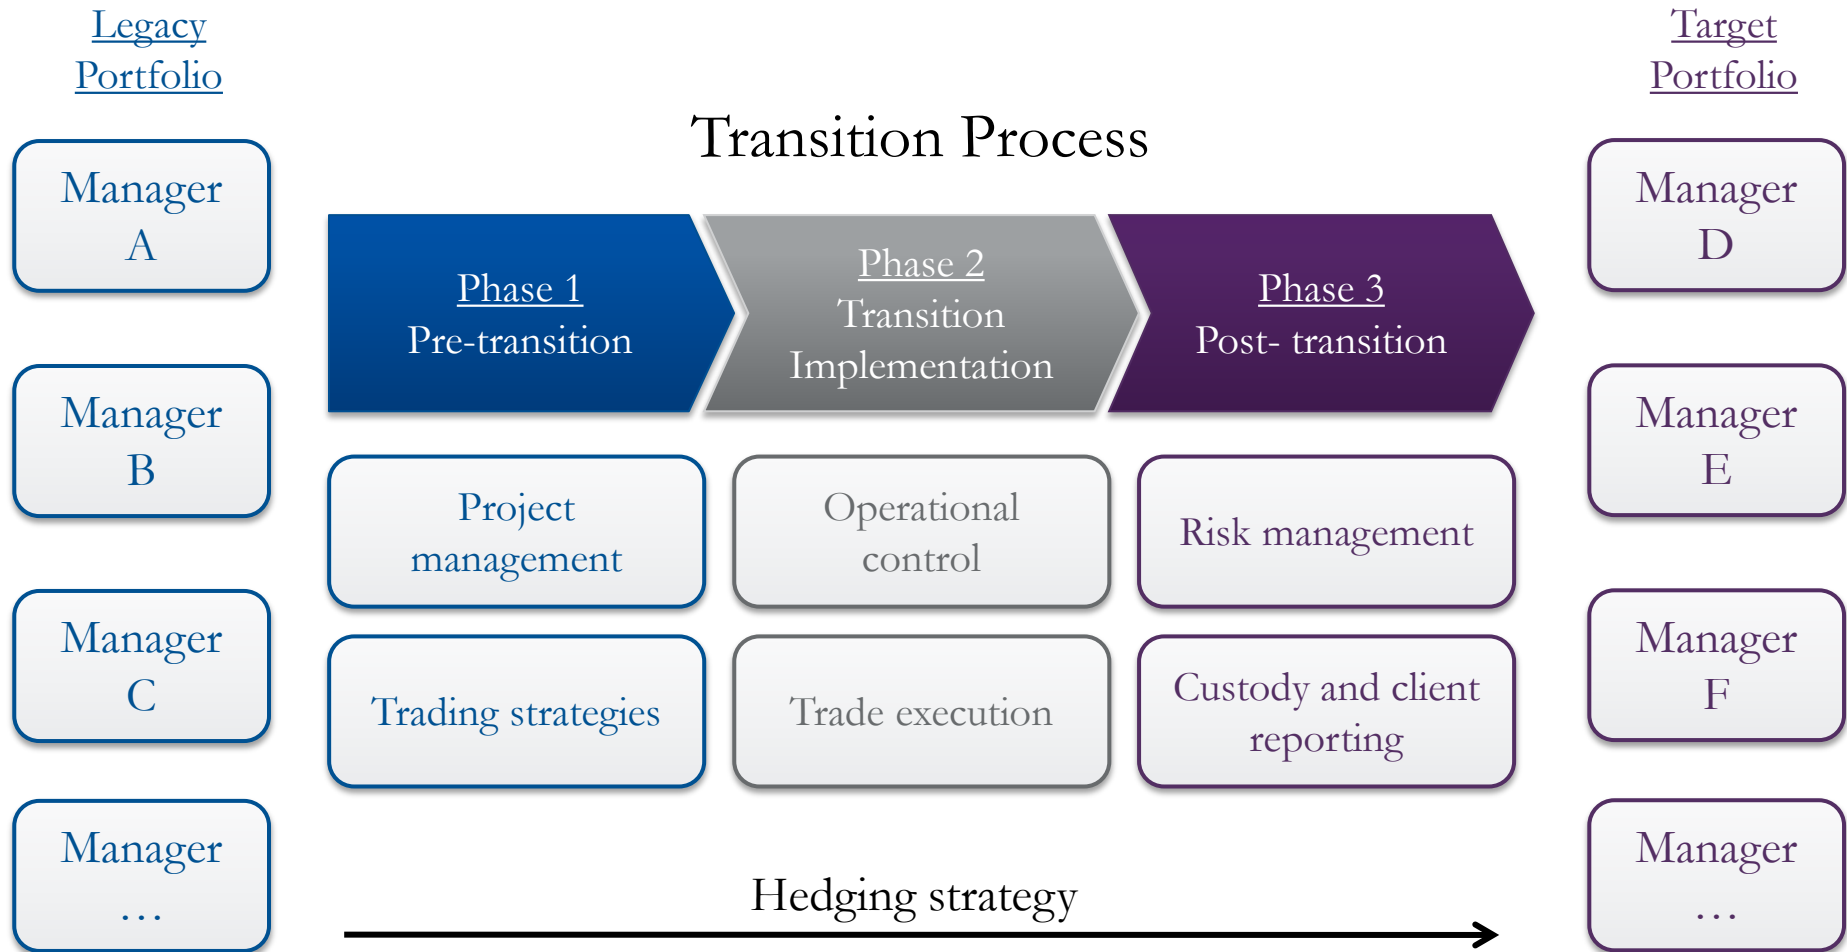 Legacy
Portfolio
Manager
A
Manager
B
Manager
C
Manager
...
Transition Process
Phase 1
Pre-transition
Phase 2
Transition
Implementation
Phase 3
Post- transition
Project
management
Operational
control
Risk management
Trading strategies
Trade execution
Custody and client
reporting
Hedging strategy
Target
Portfolio
Manager
D
Manager
E
Manager
F
Manager
...